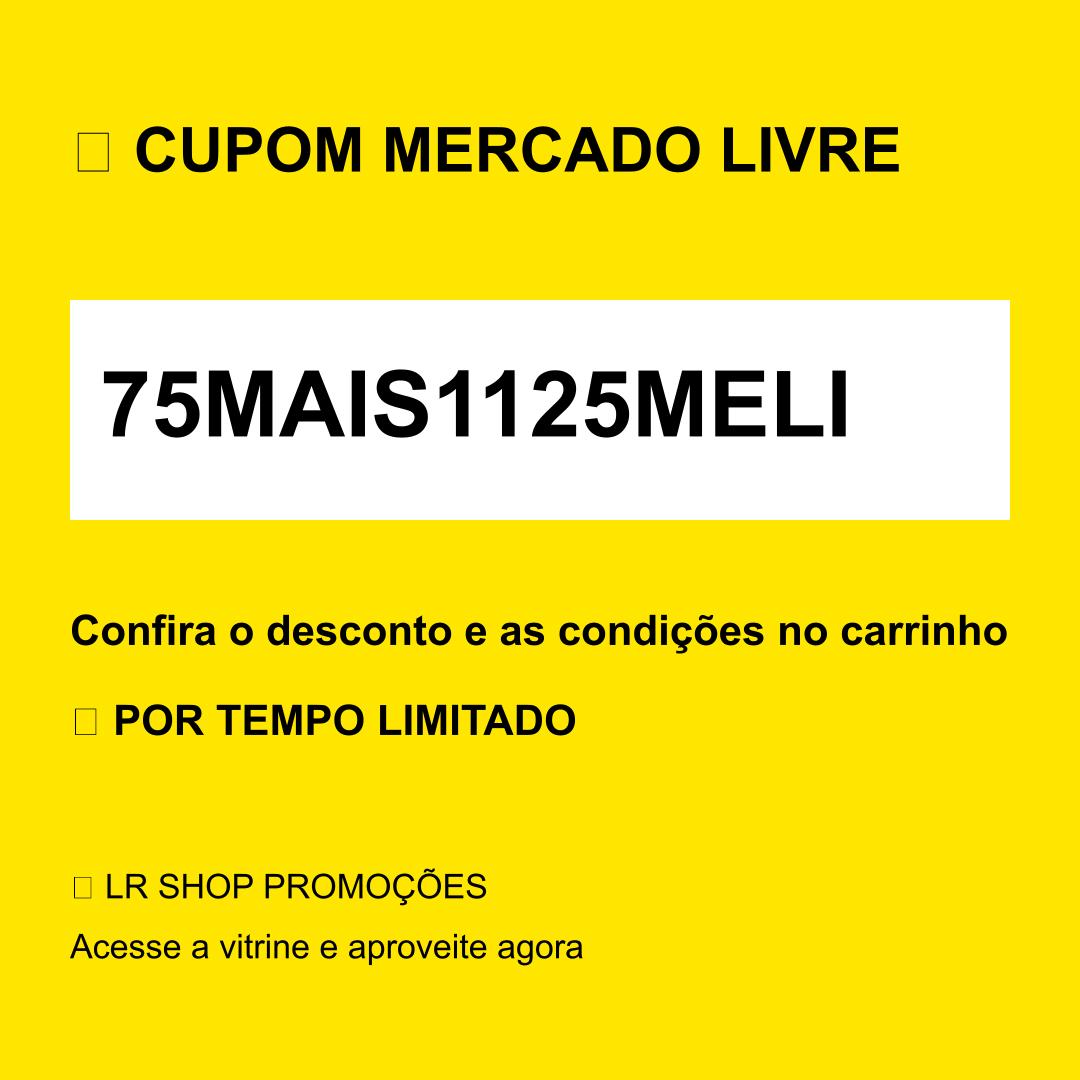 □ CUPOM MERCADO LIVRE
75MAIS1125MELI
Confira o desconto e as condições no carrinho
□ POR TEMPO LIMITADO
□ LR SHOP PROMOÇÕES
Acesse a vitrine e aproveite agora